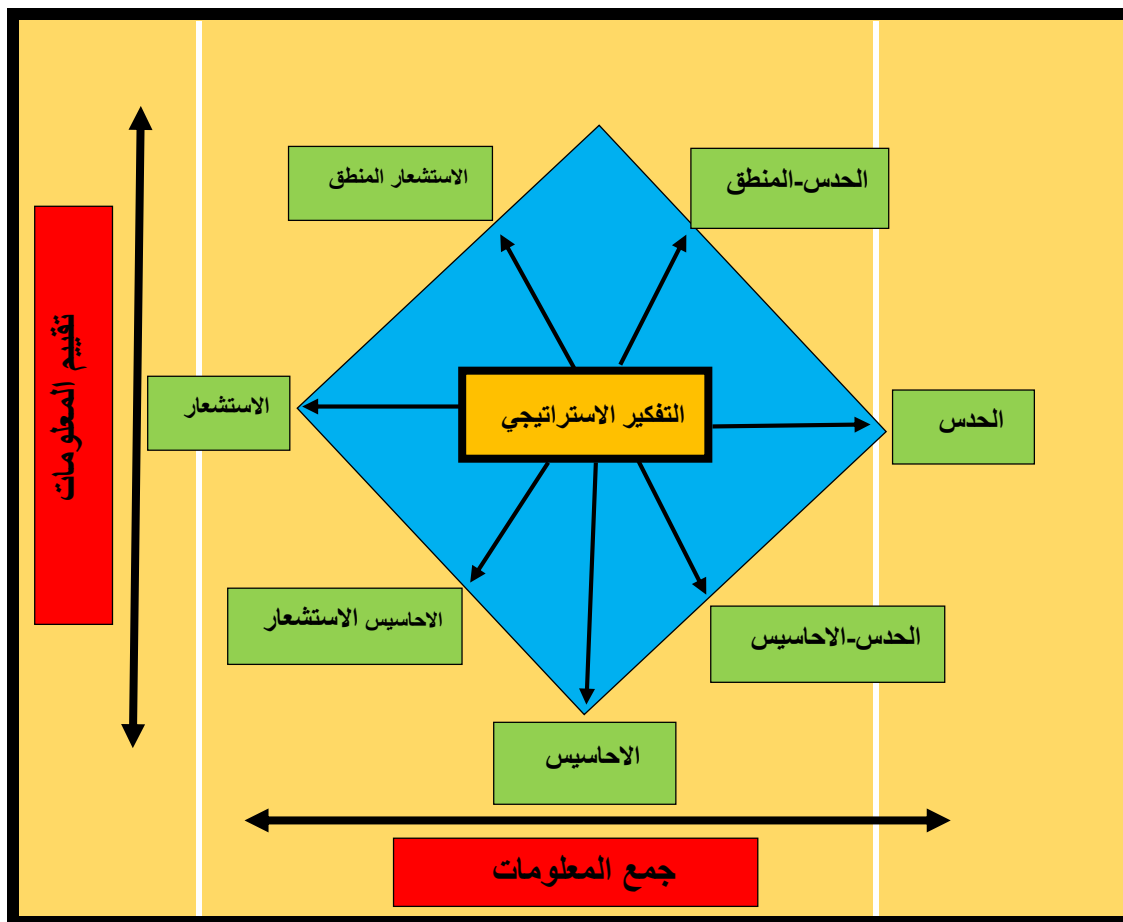 الاستشعار المنطق
الحدس-المنطق
تقييم المعلومات
الاستشعار
التفكير الاستراتيجي
الحدس
الاحاسيس الاستشعار
الحدس-الاحاسيس
الاحاسيس
جمع المعلومات